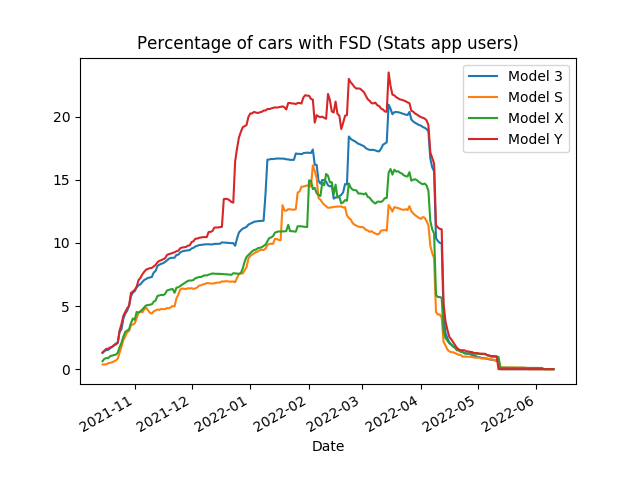 Percentage of cars with FSD (Stats app users)
Model 3
Model S
Model X
Model Y
20
15
10
5
0
2021-11
2021-12
2022-01
2022-02
2022-03
2022-04
2022-05
2022-06
Date